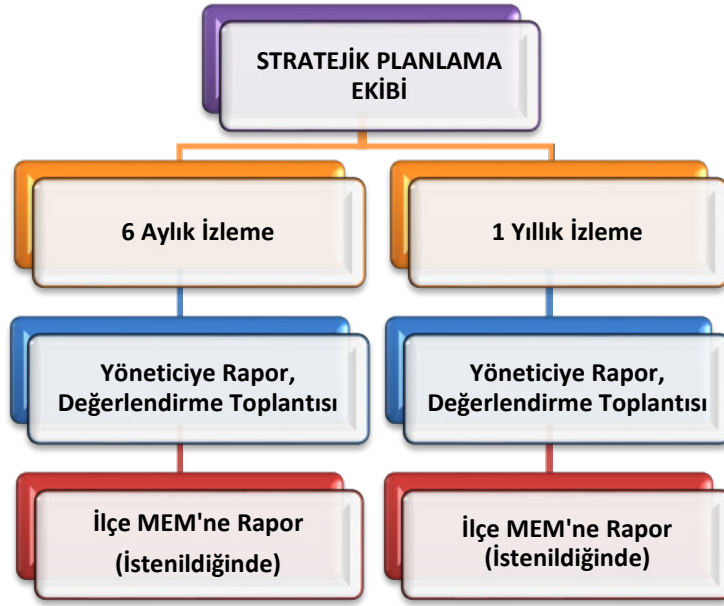 STRATEJİK PLANLAMA
EKİBİ
6 Aylık İzleme
1 Yıllık İzleme
Yöneticiye Rapor,
Değerlendirme Toplantısı
Yöneticiye Rapor,
Değerlendirme Toplantısı
İlçe MEM'ne Rapor
(İstenildiğinde)
İlçe MEM'ne Rapor
(İstenildiğinde)